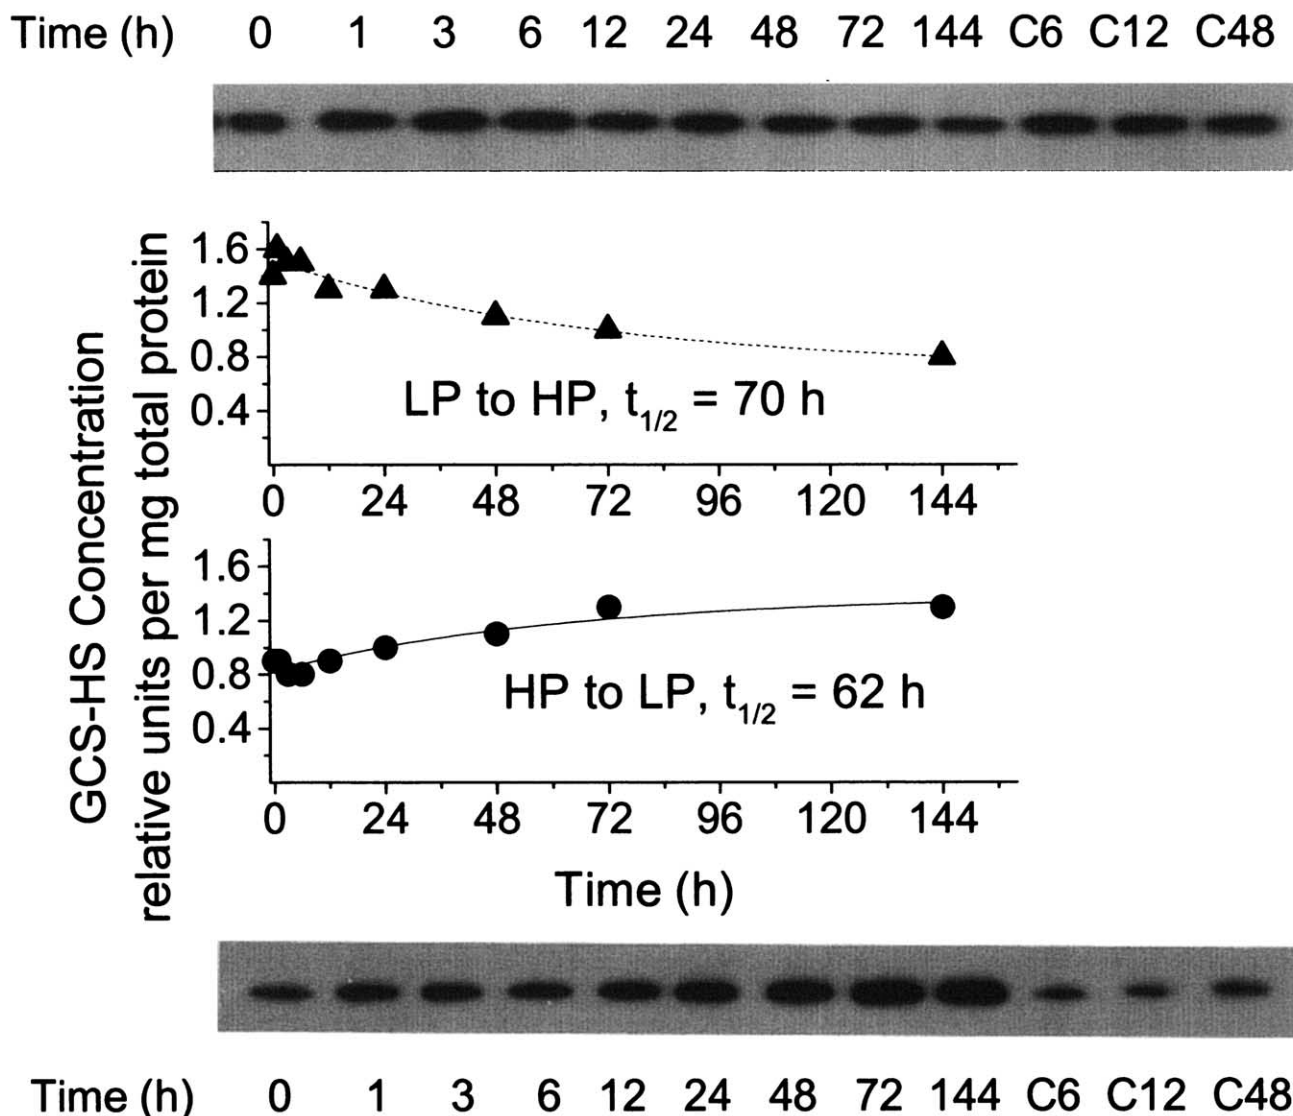 Time (h) 0 1 3 6 12 24 48 72 144 C6 C12 C48
GCS-HS Concentration
relative units per mg total protein
1.6
1.2
0.8
0.4
LP to HP, t1/2 = 70 h
0 24 48 72 96 120 144
1.6
1.2
0.8
0.4
HP to LP, t1/2 = 62 h
0 24 48 72 96 120 144
Time (h)
Time (h) 0 1 3 6 12 24 48 72 144 C6 C12 C48